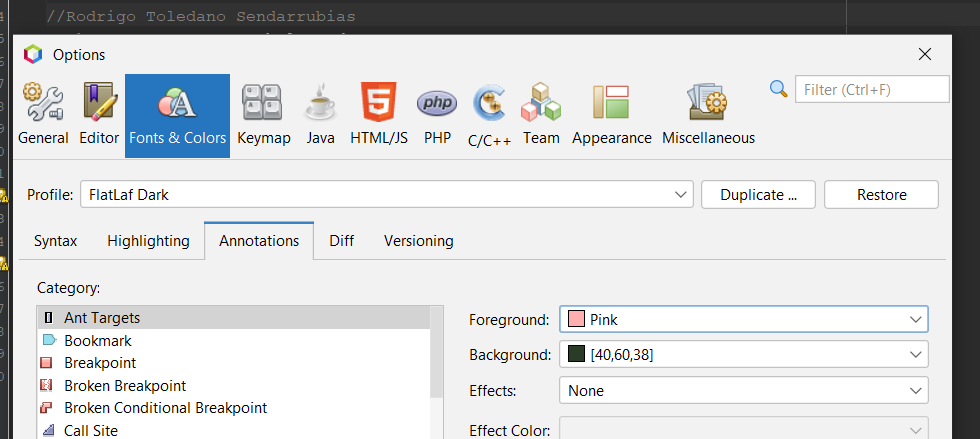 //Rodrigo Toledano Sendarrubias
Options
General Editor Fonts & Colors Keymap Java HTML/JS PHP C/C++ Team Appearance Miscellaneous
Filter (Ctrl+F)
php
Profile: FlatLaf Dark Duplicate ... Restore
Syntax Highlighting Annotations Diff Versioning
Category:
Ant Targets
Bookmark
Breakpoint
Broken Breakpoint
Broken Conditional Breakpoint
Call Site
Foreground: Pink
Background: [40,60,38]
Effects: None
Effect Color: